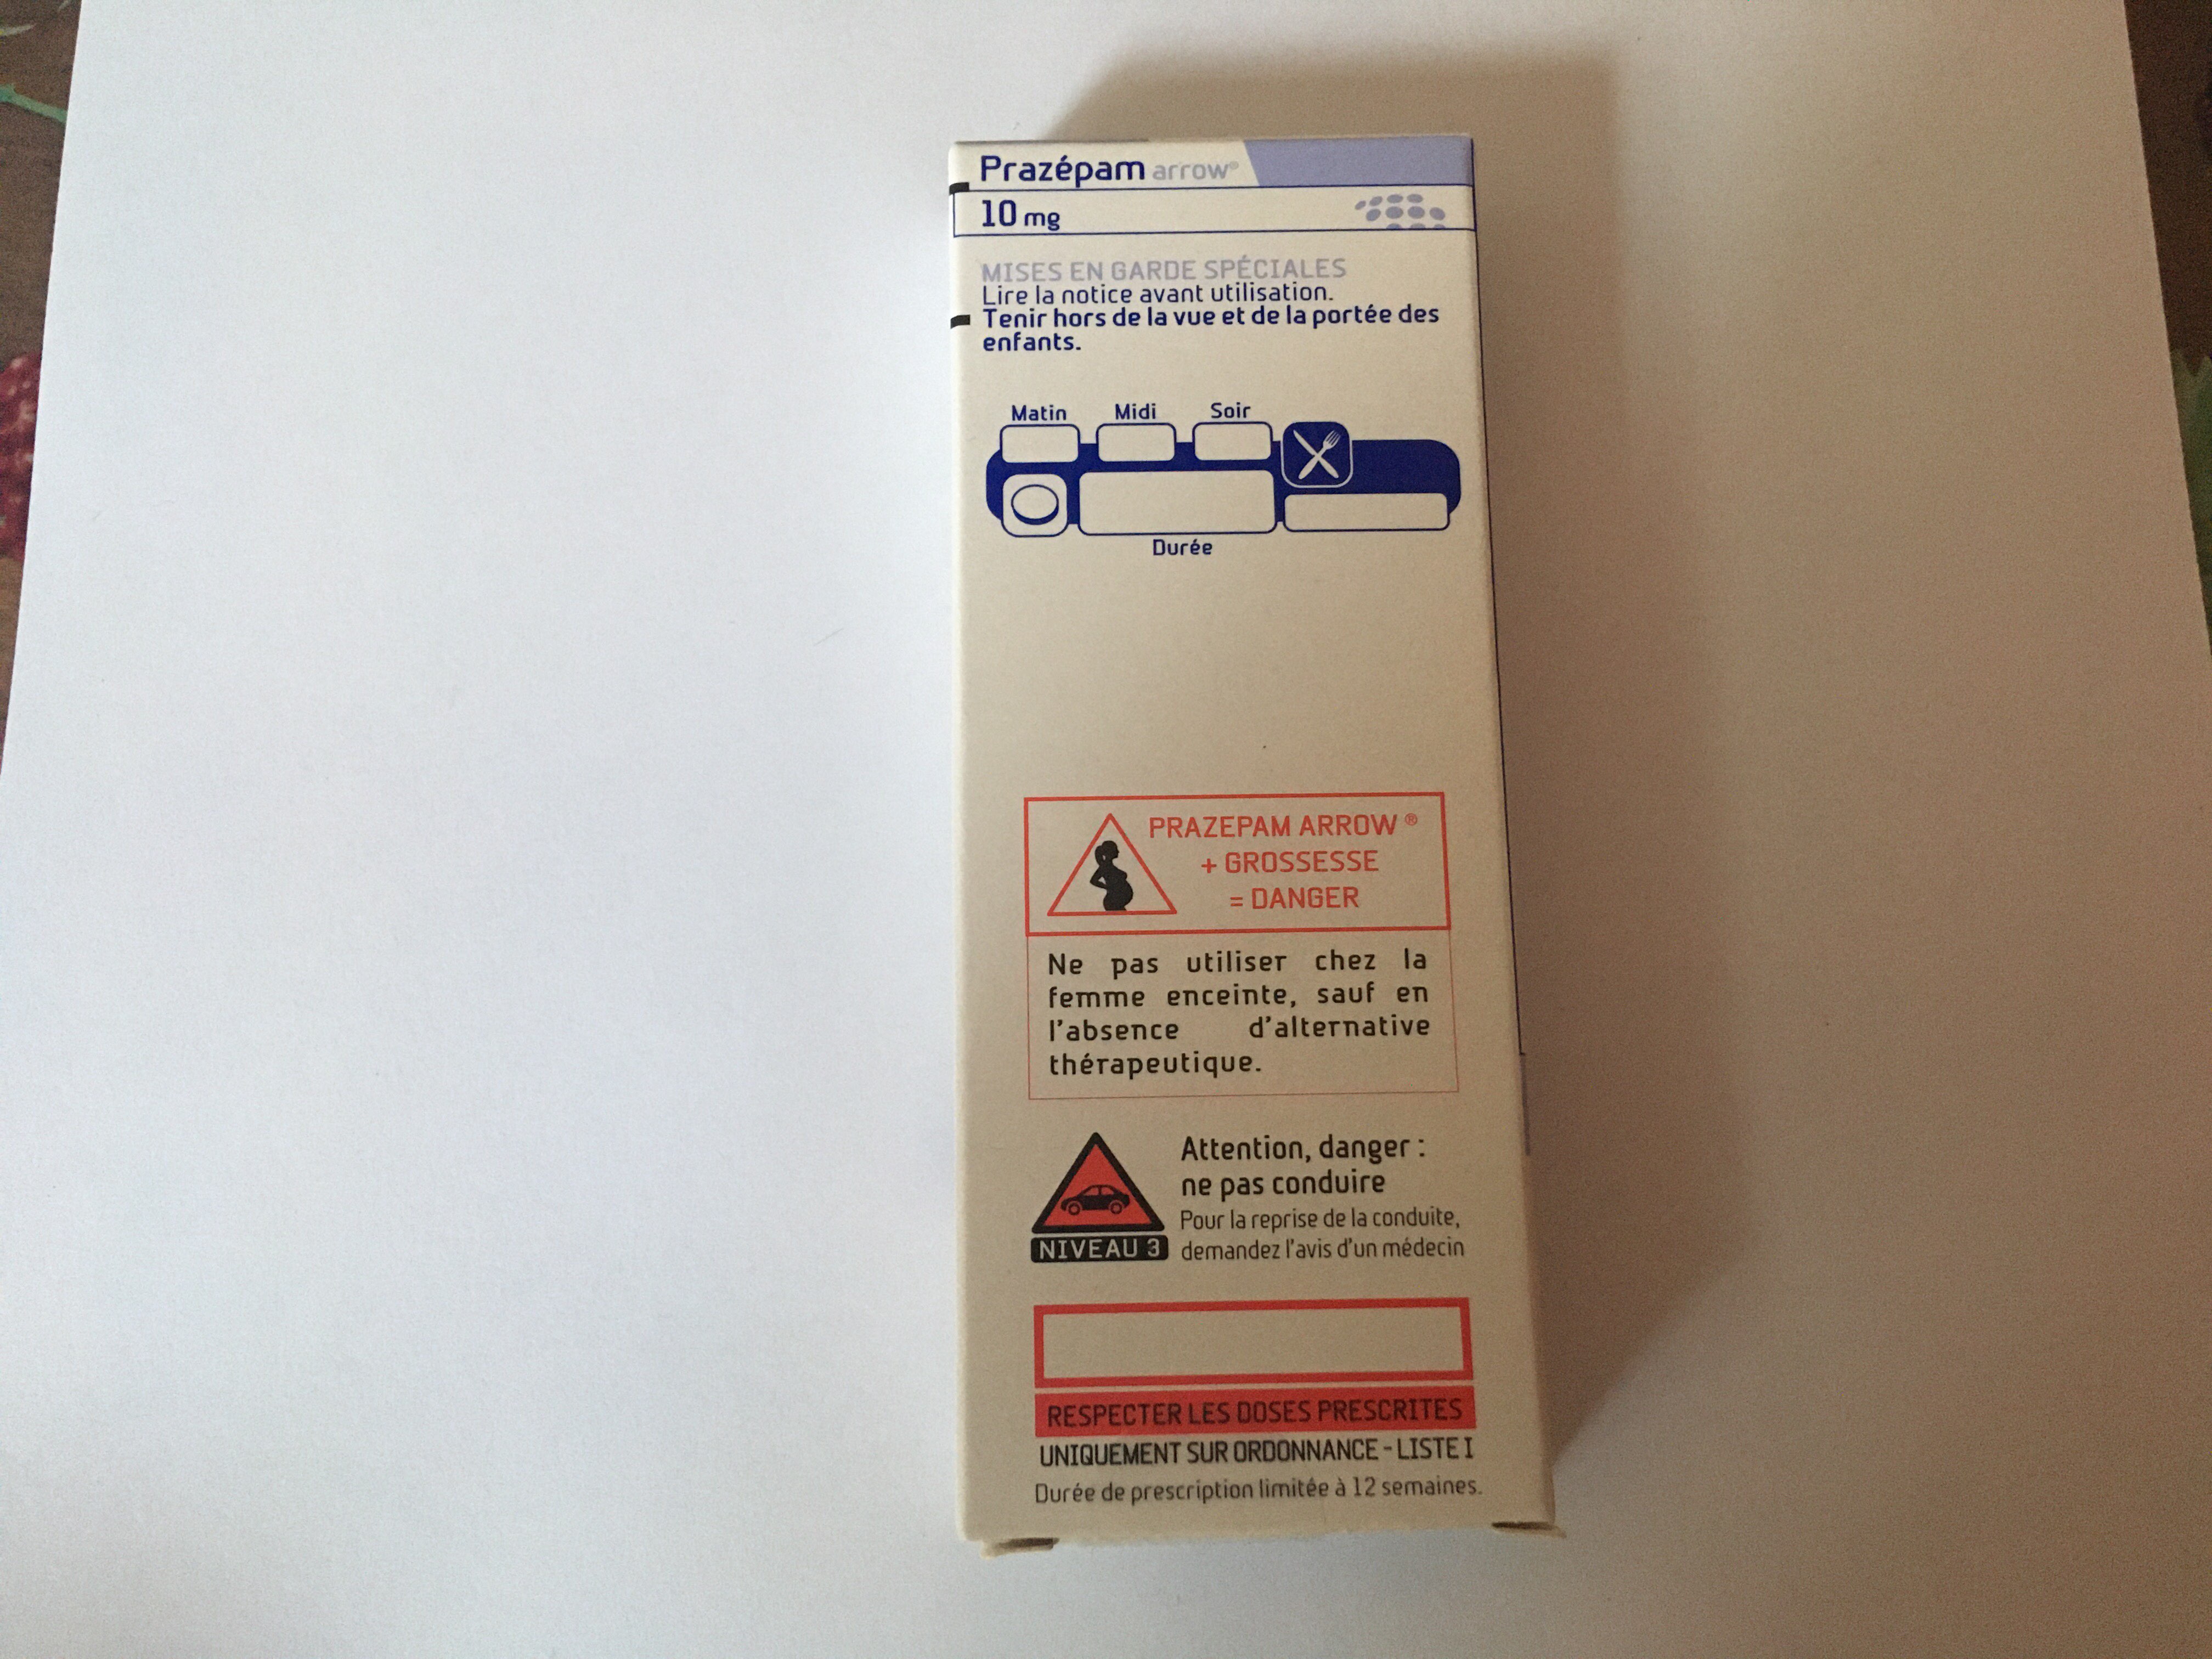 Prazépam arrow®
10 mg
MISES EN GARDE SPÉCIALES
Lire la notice avant utilisation.
Tenir hors de la vue et de la portée des
enfants.
Matin Midi Soir
Durée
PRAZEPAM ARROW ®
+ GROSSESSE
= DANGER
Ne pas utiliser chez la
femme enceinte, sauf en
l'absence d'alternative
thérapeutique.
Attention, danger :
ne pas conduire
Pour la reprise de la conduite,
NIVEAU 3 demandez l'avis d'un médecin
RESPECTER LES DOSES PRESCRITES
UNIQUEMENT SUR ORDONNANCE - LISTE I
Durée de prescription limitée à 12 semaines.